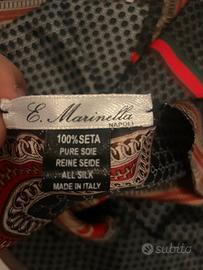 E. Marinella
NAPOLI
100%SETA
PURE SOIE
REINE SEIDE
ALL SILK
MADE IN ITALY
subito